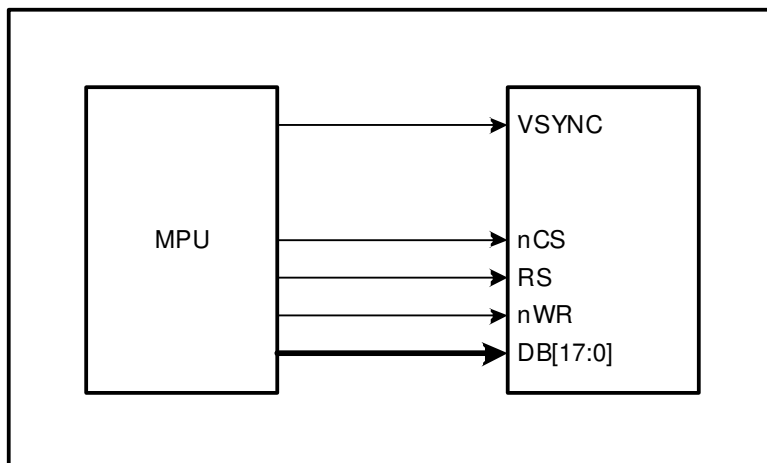 VSYNC
MPU
nCS
RS
nWR
DB[17:0]